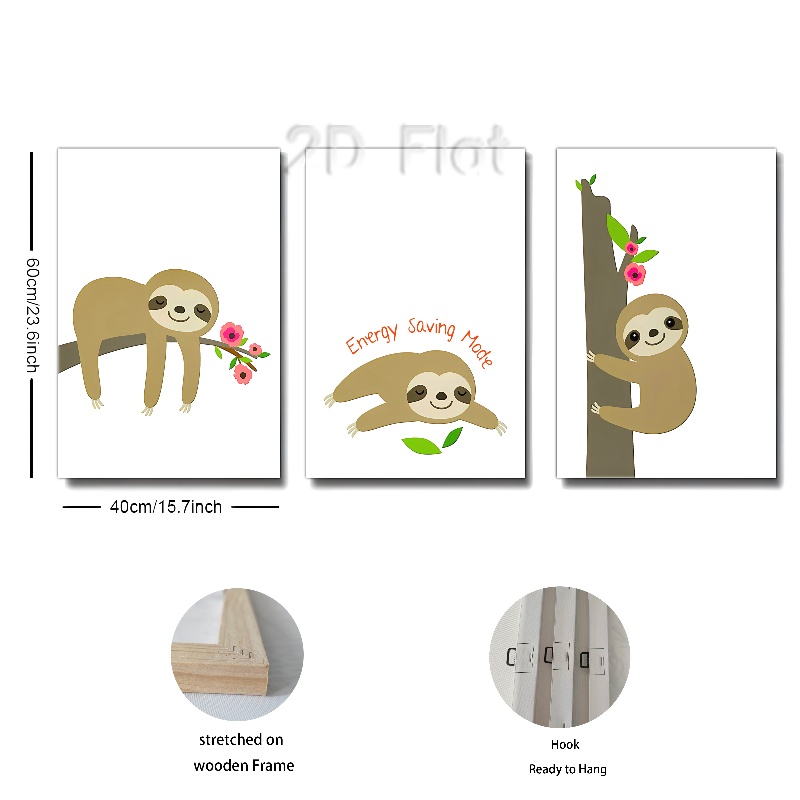 2D Flat
60cm/23.6inch
Energy Saving Mode
40cm/15.7inch
stretched on
wooden Frame
Hook
Ready to Hang